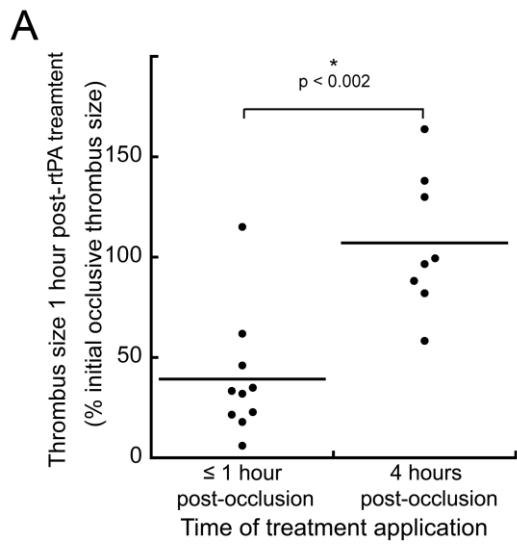 A
Thrombus size 1 hour post-rtPA treamtent
(% initial occlusive thrombus size)
*
p < 0.002
150
100
50
0
≤ 1 hour
post-occlusion
4 hours
post-occlusion
Time of treatment application